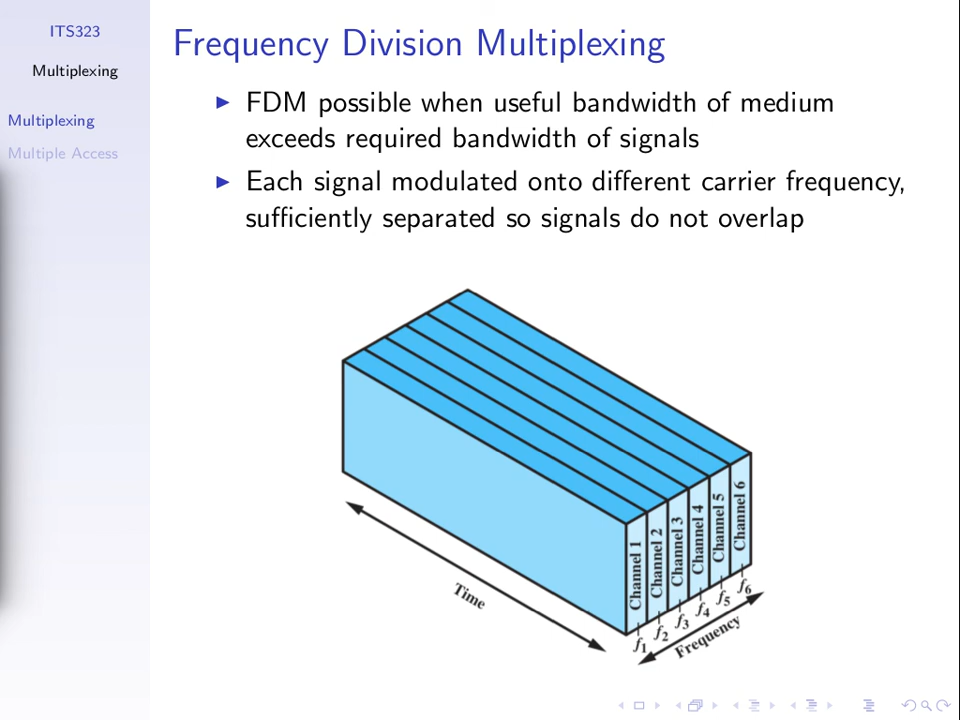 ITS323
Multiplexing
Multiplexing
Multiple Access
Frequency Division Multiplexing
FDM possible when useful bandwidth of medium
exceeds required bandwidth of signals
Each signal modulated onto different carrier frequency,
sufficiently separated so signals do not overlap
Channel 1
Channel 2
Channel 3
Channel 4
Channel 5
Channel 6
f1
f2
f3
f4
f5
f6
Time
Frequency